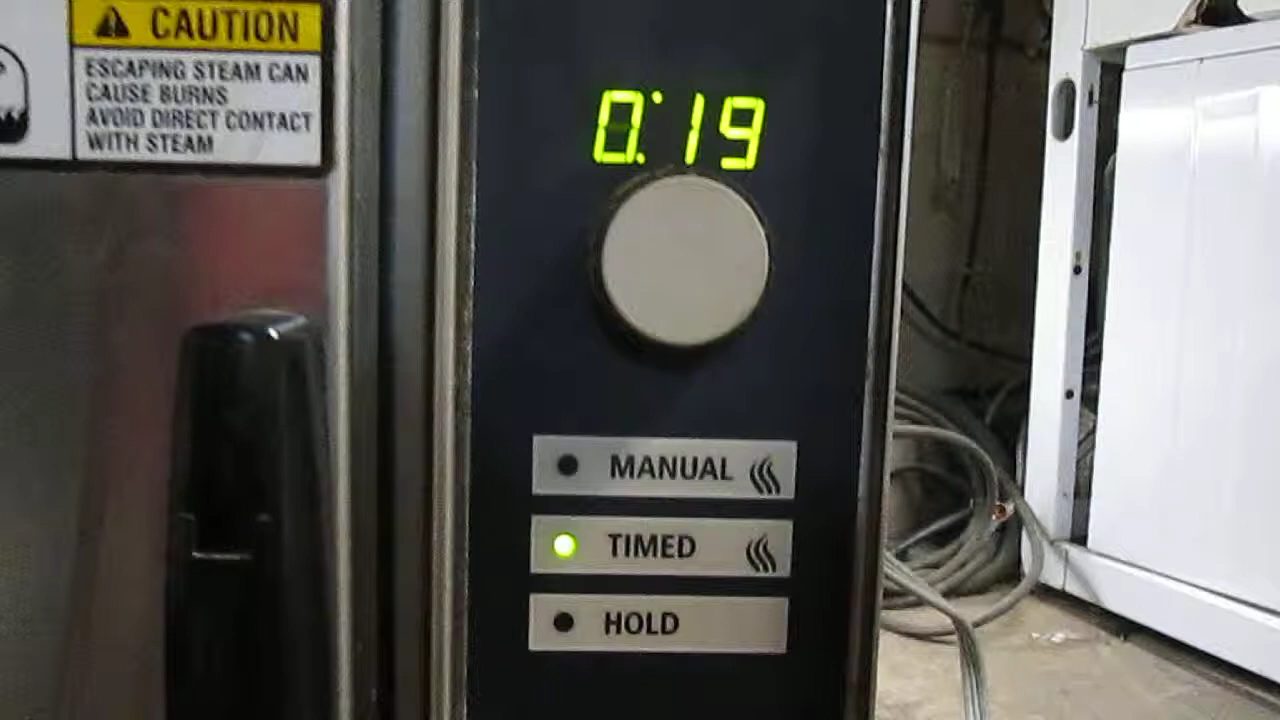 CAUTION
ESCAPING STEAM CAN
CAUSE BURNS
AVOID DIRECT CONTACT
WITH STEAM
0:19
MANUAL
TIMED
HOLD